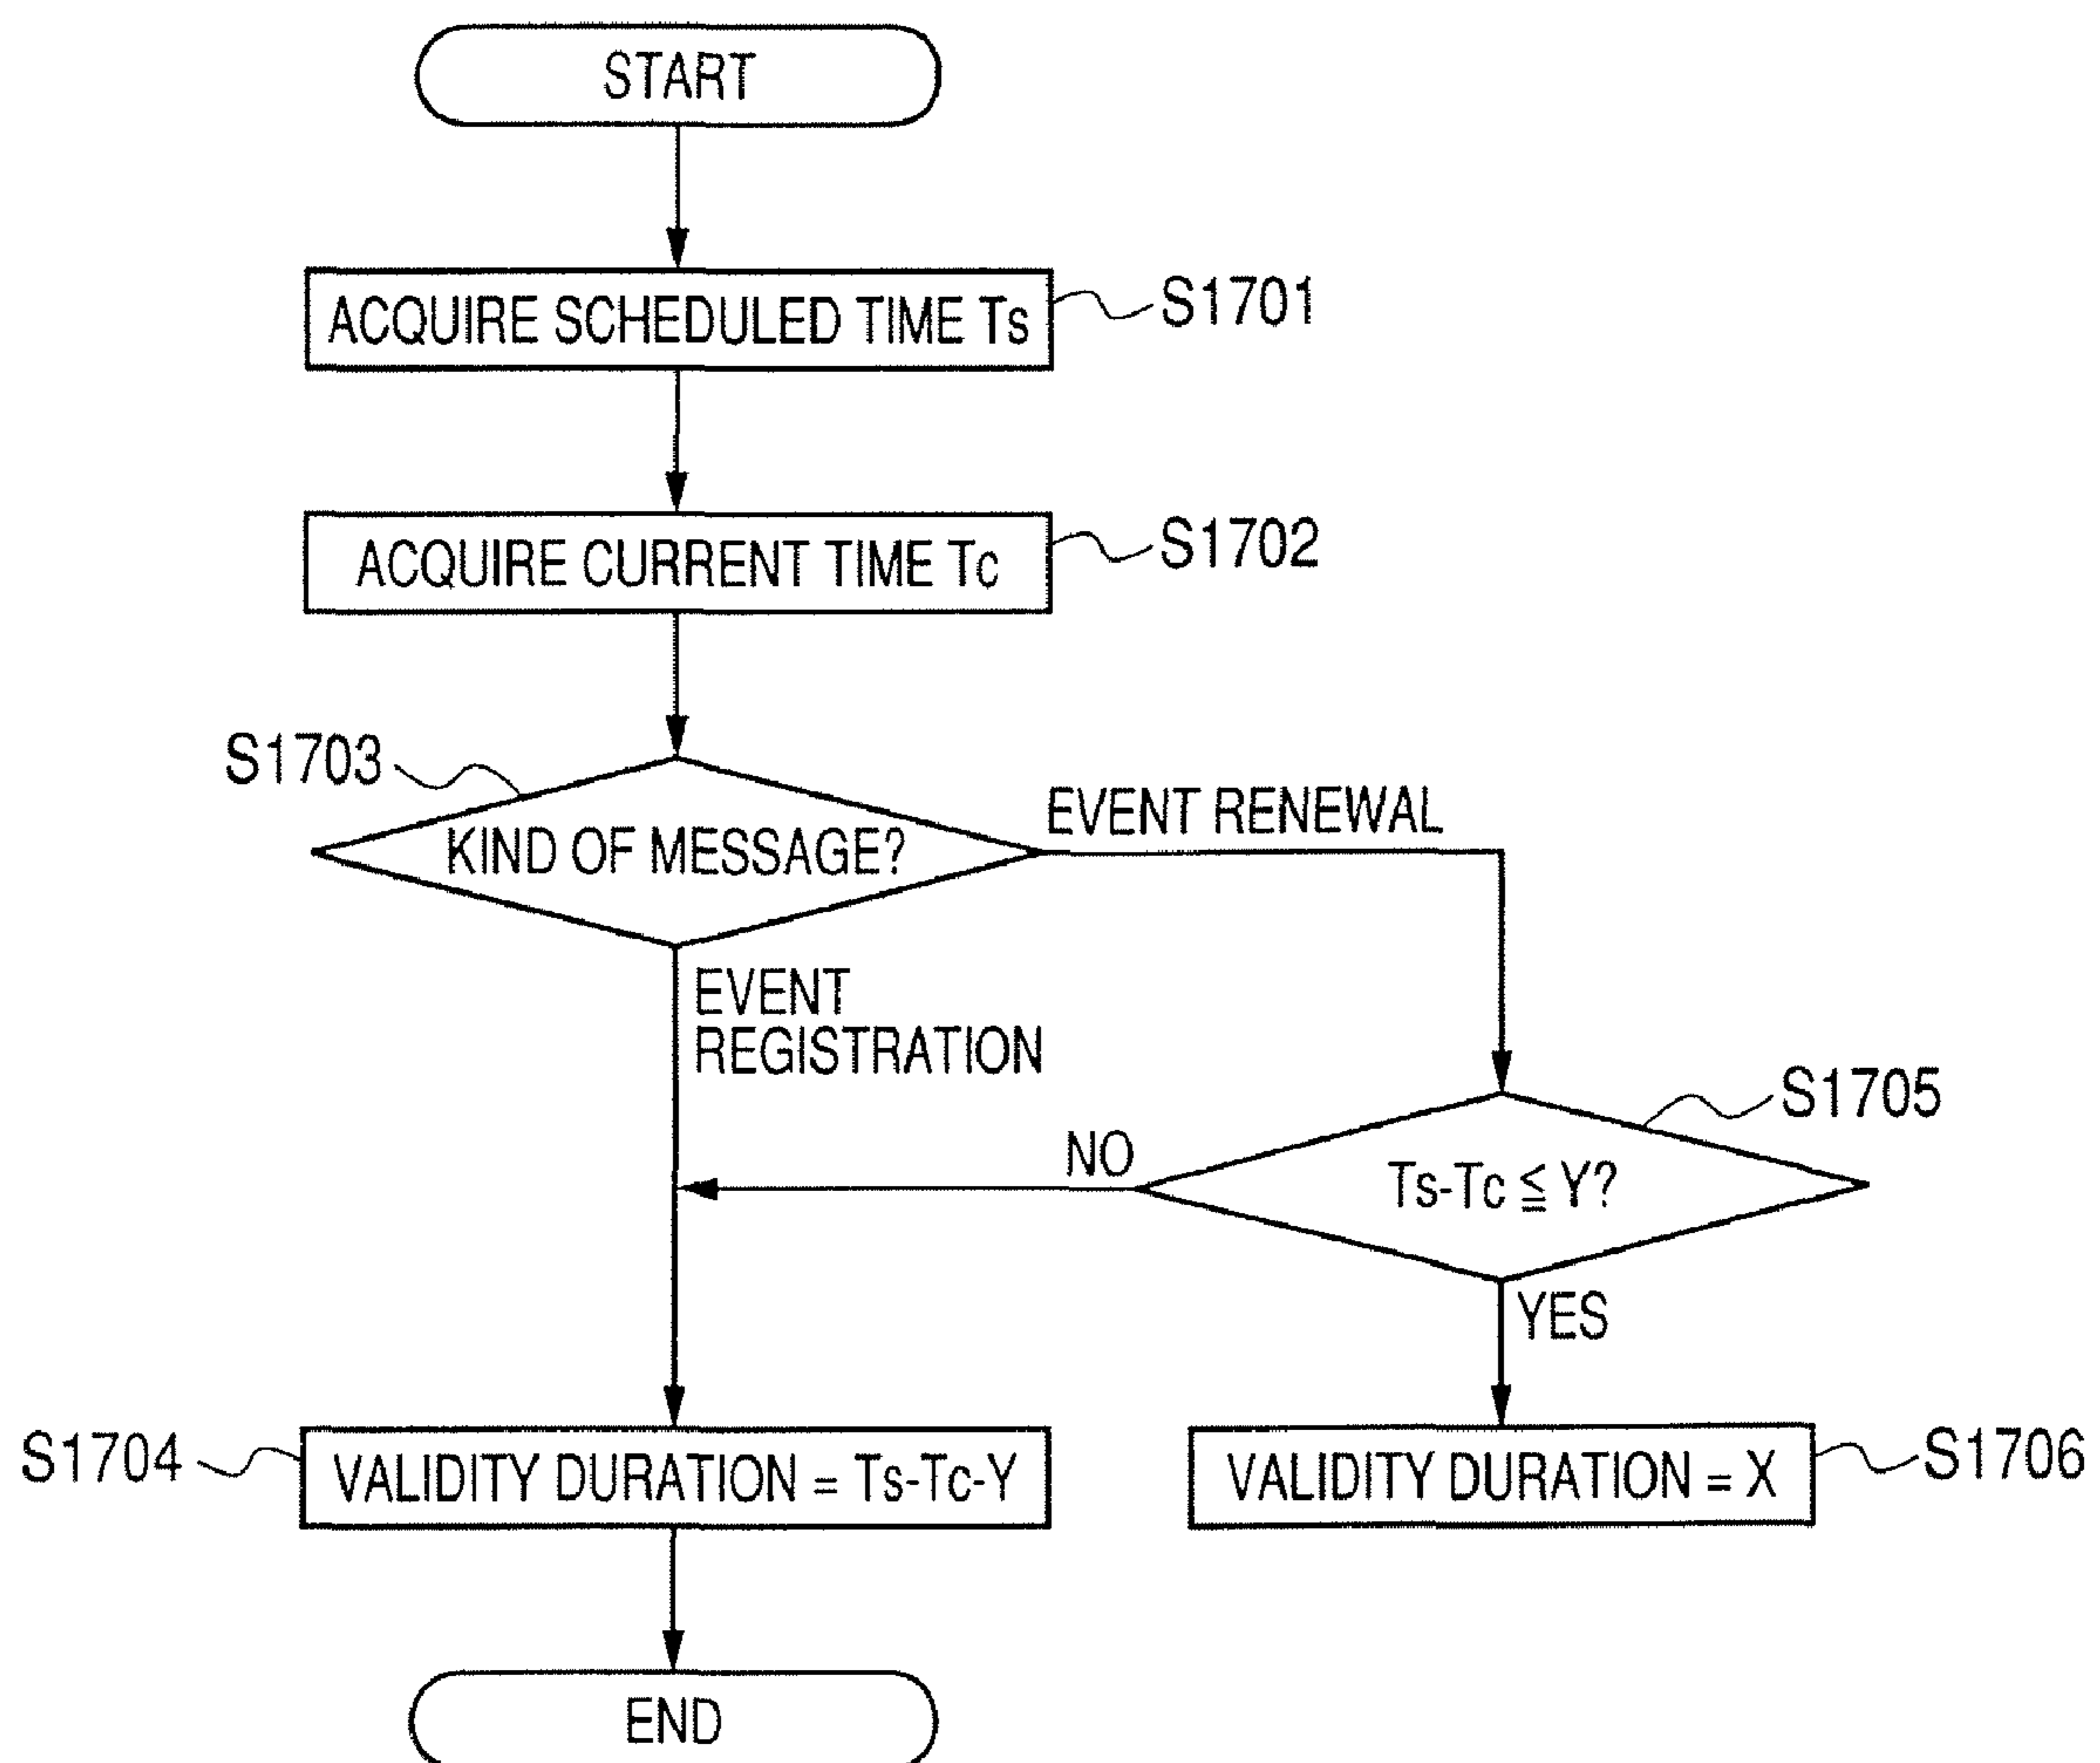 START
ACQUIRE SCHEDULED TIME Ts
S1701
ACQUIRE CURRENT TIME Tc
S1702
S1703
KIND OF MESSAGE?
EVENT RENEWAL
EVENT
REGISTRATION
S1705
NO
Ts-Tc ≦ Y?
YES
S1704
VALIDITY DURATION = Ts-Tc-Y
VALIDITY DURATION = X
S1706
END